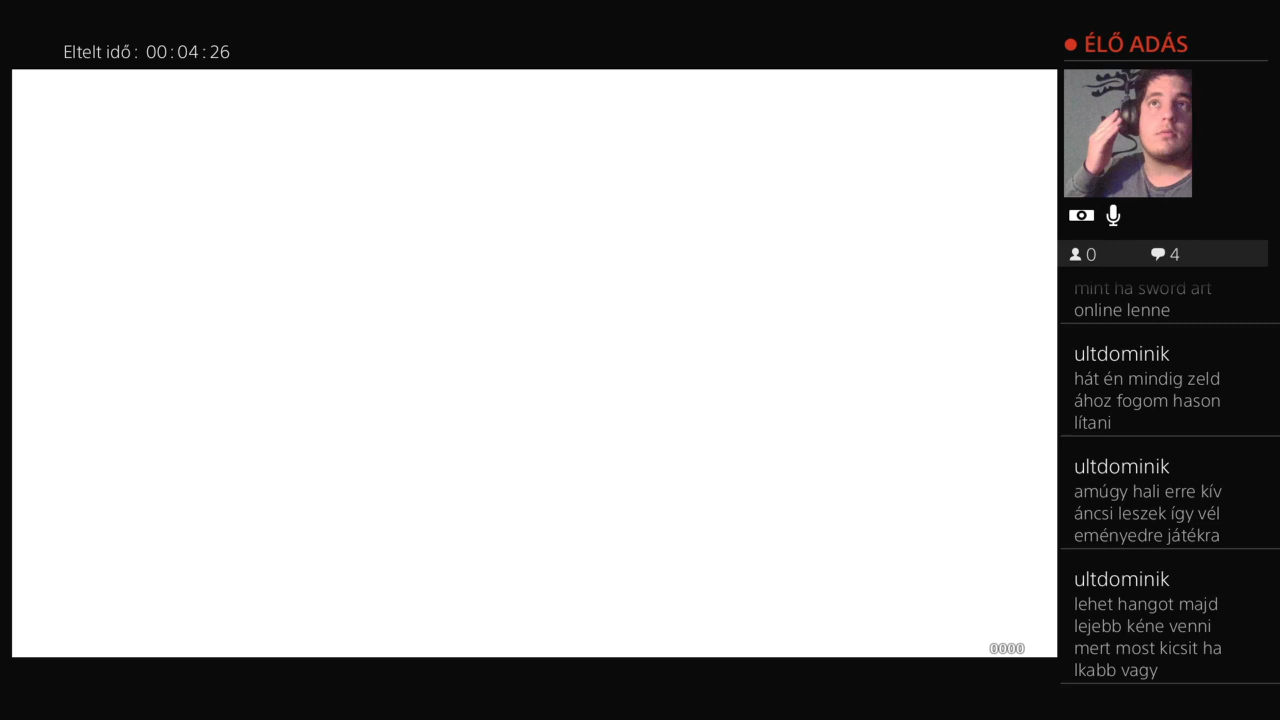 Eltelt idő: 00:04:26
ÉLŐ ADÁS
0 4
mint ha sword art
online lenne
ultdominik
hát én mindig zeld
ához fogom hason
lítani
ultdominik
amúgy hali erre kív
áncsi leszek így vél
eményedre játékra
ultdominik
lehet hangot majd
lejebb kéne venni
mert most kicsit ha
lkabb vagy
0000